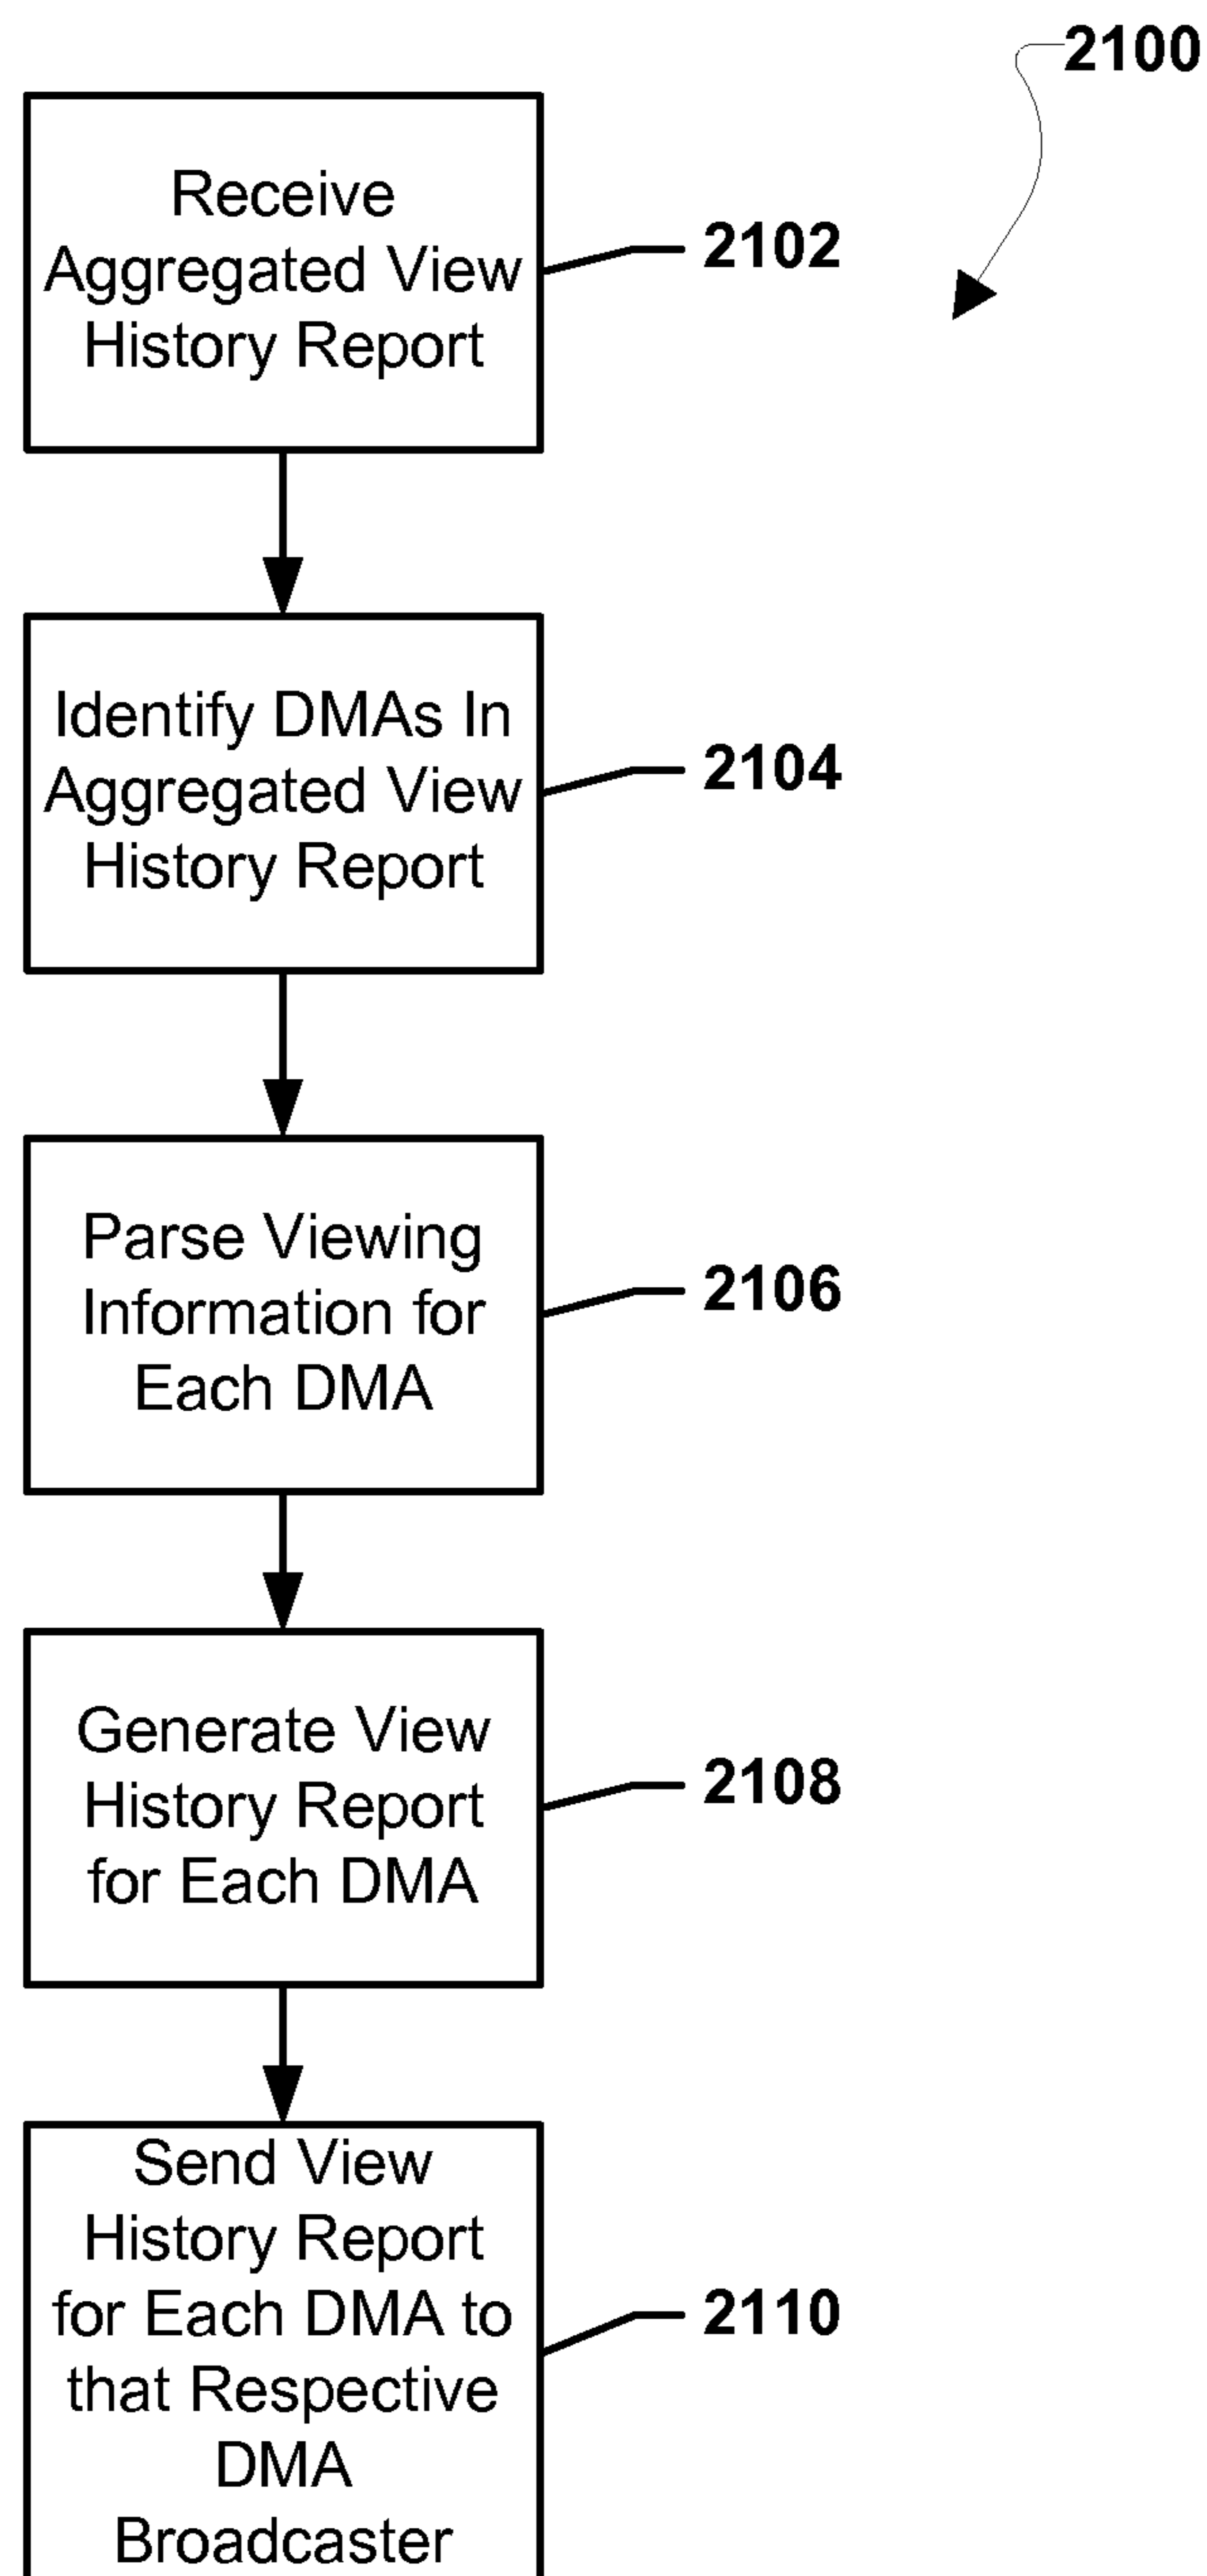 2100
Receive
Aggregated View
History Report
2102
Identify DMAs In
Aggregated View
History Report
2104
Parse Viewing
Information for
Each DMA
2106
Generate View
History Report
for Each DMA
2108
Send View
History Report
for Each DMA to
that Respective
DMA
Broadcaster
2110